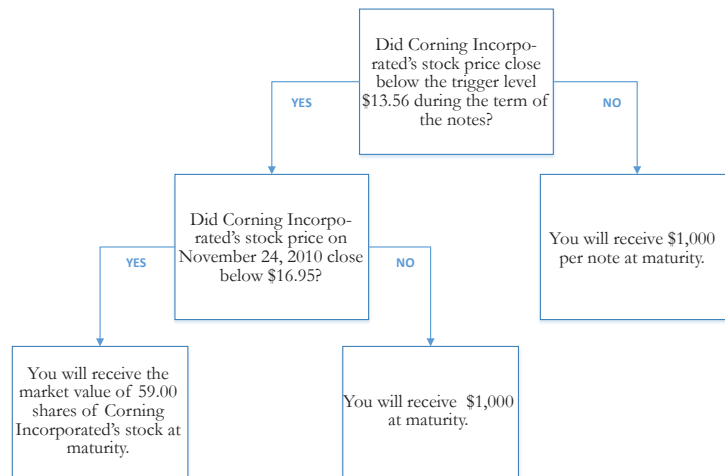 Did Corning Incorpo-
rated's stock price close
below the trigger level
$13.56 during the term of
the notes?
YES
NO
Did Corning Incorpo-
rated's stock price on
November 24, 2010 close
below $16.95?
You will receive $1,000
per note at maturity.
YES
NO
You will receive the
market value of 59.00
shares of Corning
Incorporated's stock at
maturity.
You will receive $1,000
at maturity.